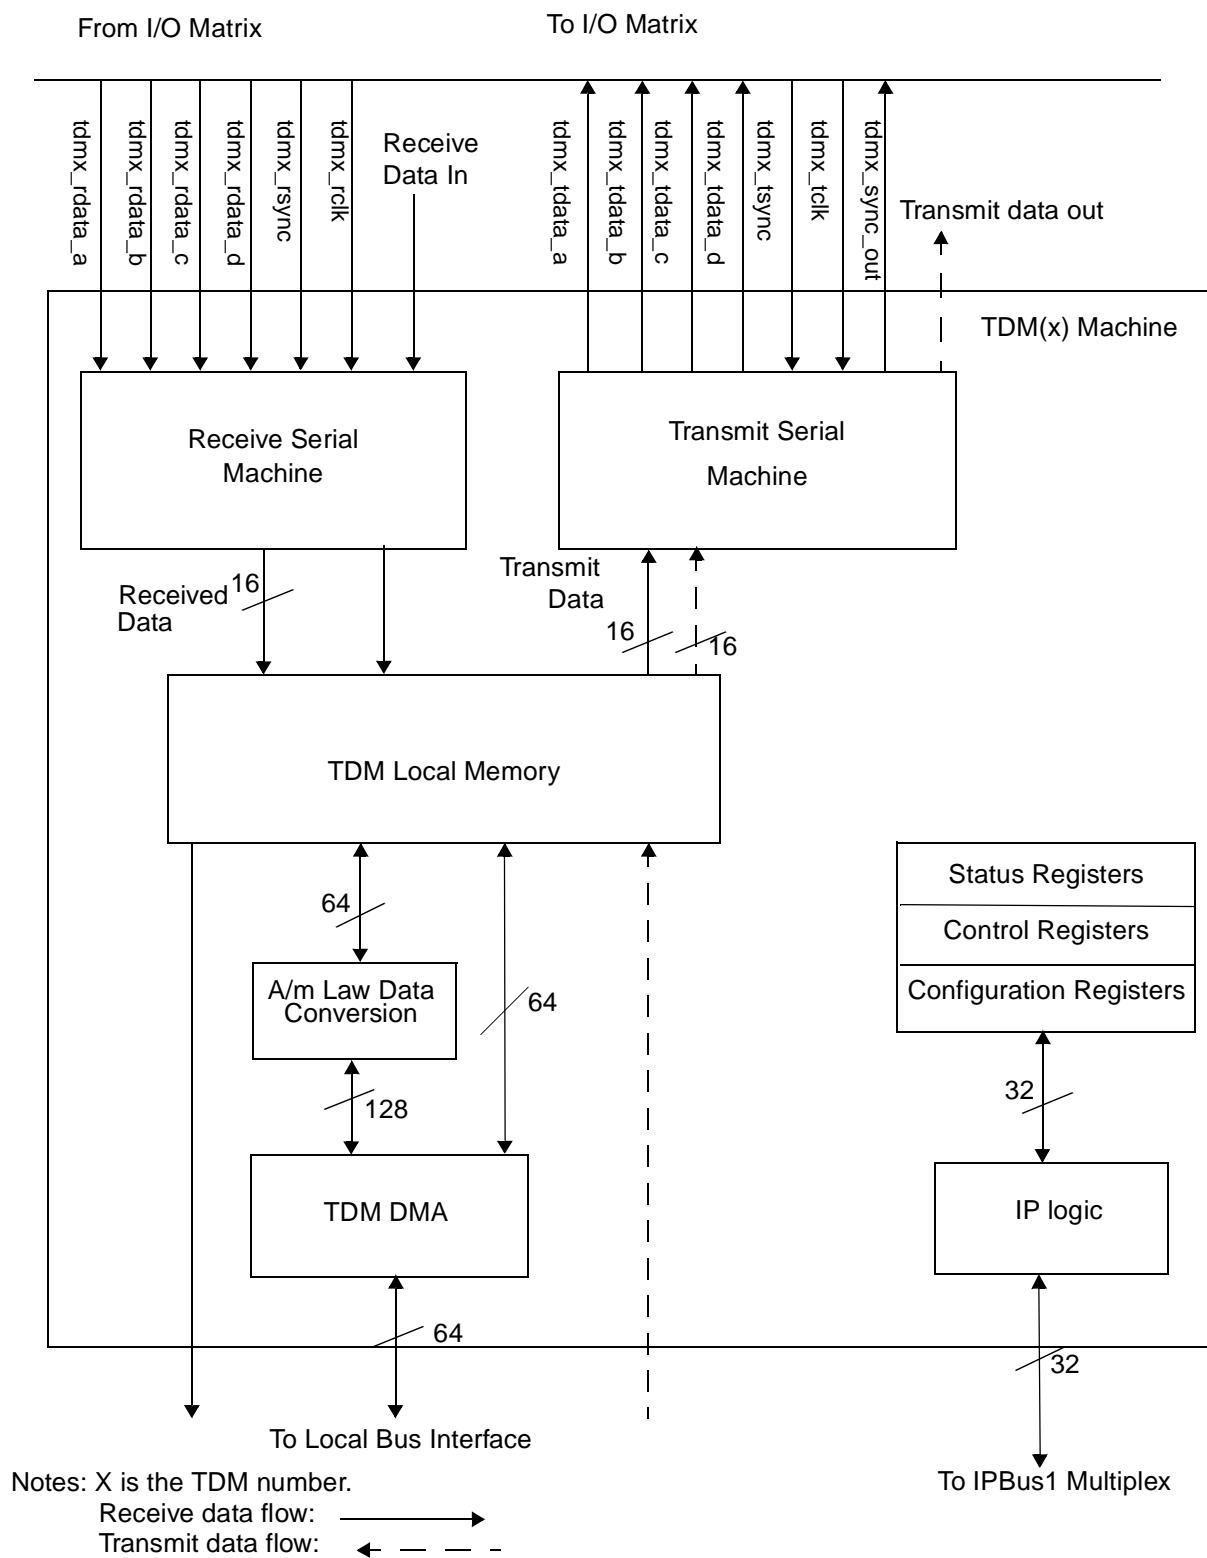 From I/O Matrix
To I/O Matrix
tdmx_rdata_a
tdmx_rdata_b
tdmx_rdata_c
tdmx_rdata_d
tdmx_rsync
tdmx_rclk
Receive
Data In
tdmx_tdata_a
tdmx_tdata_b
tdmx_tdata_c
tdmx_tdata_d
tdmx_tsync
tdmx_tclk
tdmx_sync_out
Transmit data out
TDM(x) Machine
Receive Serial
Machine
Transmit Serial
Machine
Received
Data
16
Transmit
Data
16
16
TDM Local Memory
64
A/m Law Data
Conversion
64
128
TDM DMA
64
Status Registers
Control Registers
Configuration Registers
32
IP logic
32
To Local Bus Interface
To IPBus1 Multiplex
Notes: X is the TDM number.
Receive data flow:
Transmit data flow: